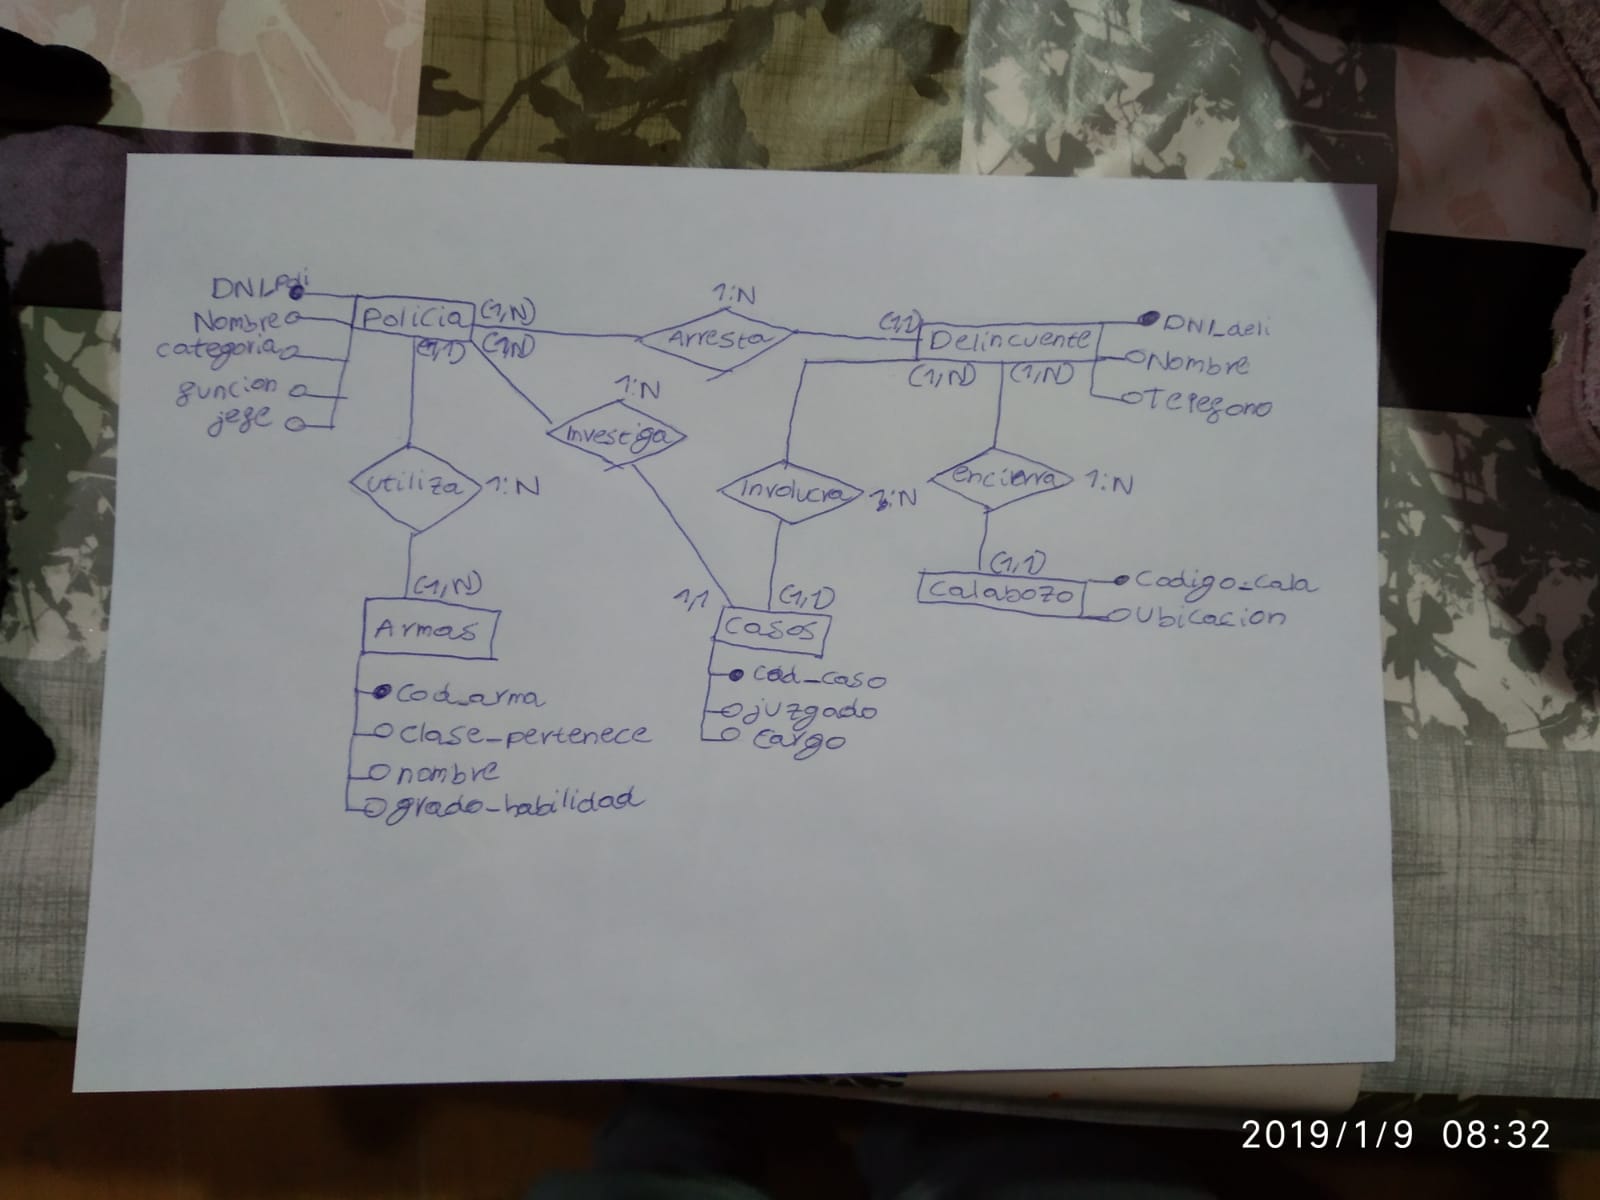 DNI_Poli
Nombre
categoria
funcion
jefe
Policia
(1,N)
(1,1)
(1,N)
1:N
Arresta
(1,1)
Delincuente
DNI_deli
Nombre
Telefono
(1,N)
(1,N)
1:N
Investiga
utiliza
1:N
Involucra
1:N
encierra
1:N
(1,N)
Armas
cod_arma
clase_pertenece
nombre
grado_habilidad
1,1
(1,1)
casos
cod_caso
juzgado
cargo
(1,1)
calabozo
codigo_cala
ubicacion
2019/1/9 08:32